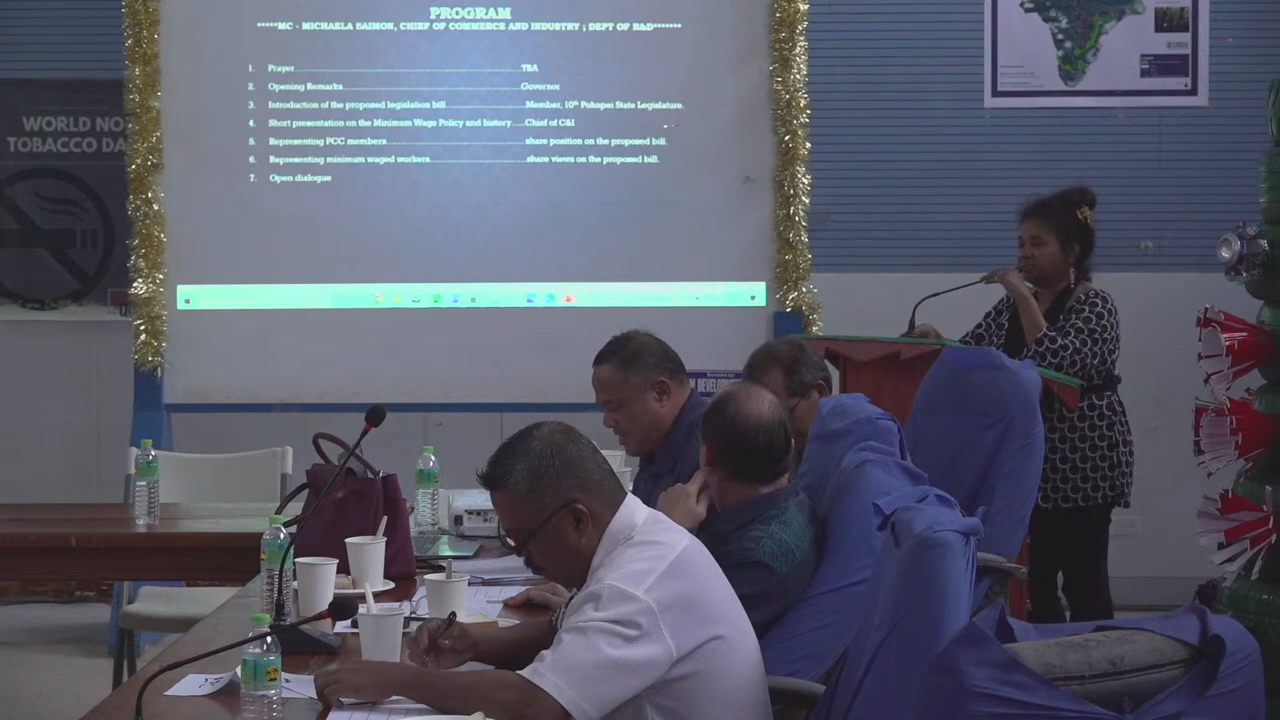 PROGRAM
*****MC - MICHAELA SAIMON, CHIEF OF COMMERCE AND INDUSTRY ; DEPT OF R&D*******
1. Prayer..........................................................................TBA
2. Opening Remarks..........................................................Governor
3. Introduction of the proposed legislation bill..........................Member, 10th Pohnpei State Legislature.
4. Short presentation on the Minimum Wage Policy and history.....Chief of C&I
5. Representing PCC members.............................................share position on the proposed bill.
6. Representing minimum waged workers...............................share views on the proposed bill.
7. Open dialogue
WORLD NO
TOBACCO DA
DEVELOPM